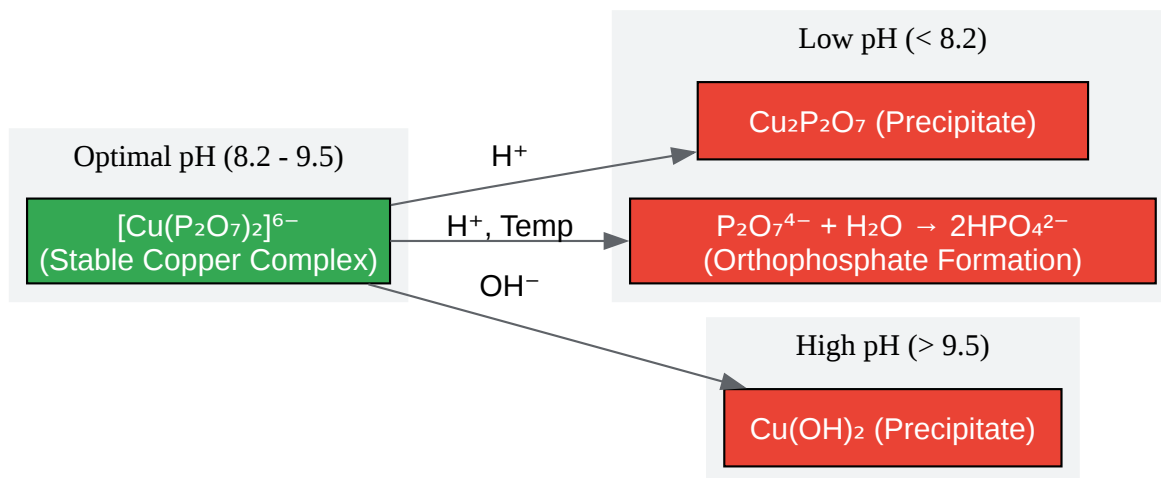 Optimal pH (8.2 - 9.5)
[Cu(P₂O₇)₂]⁶⁻
(Stable Copper Complex)
H⁺
H⁺, Temp
OH⁻
Low pH (< 8.2)
Cu₂P₂O₇ (Precipitate)
P₂O₇⁴⁻ + H₂O → 2HPO₄²⁻
(Orthophosphate Formation)
High pH (> 9.5)
Cu(OH)₂ (Precipitate)